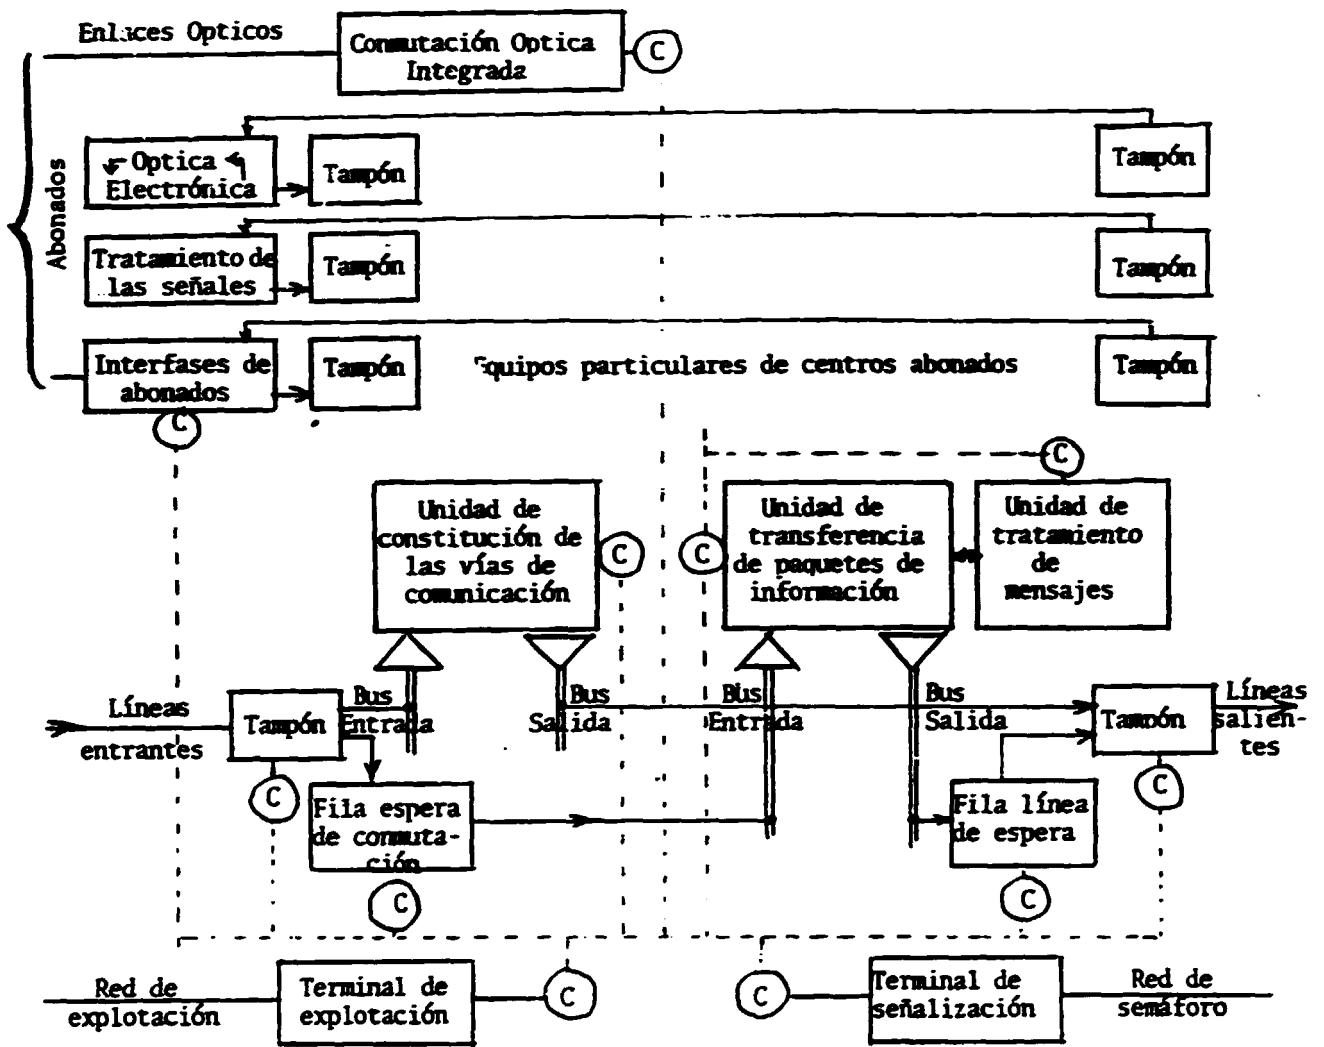 Enlaces Opticos
Conmutación Optica
Integrada
C
Abonados
Optica
Electrónica
Tampón
Tampón
Tratamiento de
las señales
Tampón
Tampón
Interfases de
abonados
Tampón
Equipos particulares de centros abonados
Tampón
C
C
Unidad de
constitución de
las vías de
comunicación
C
C
Unidad de
transferencia
de paquetes de
información
Unidad de
tratamiento
de
mensajes
Líneas
entrantes
Tampón
Bus
Entrada
Bus
Salida
Bus
Entrada
Bus
Salida
Tampón
Líneas
salien-
tes
C
Fila espera
de conmuta-
ción
C
Fila línea
de espera
C
C
Red de
explotación
Terminal de
explotación
C
C
Terminal de
señalización
Red de
semáforo